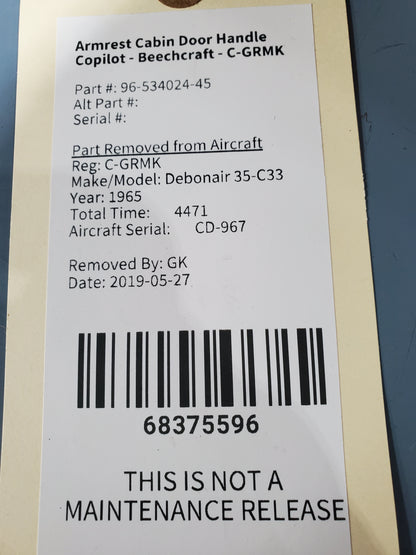 Armrest Cabin Door Handle
Copilot - Beechcraft - C-GRMK
Part #: 96-534024-45
Alt Part #:
Serial #:
Part Removed from Aircraft
Reg: C-GRMK
Make/Model: Debonair 35-C33
Year: 1965
Total Time: 4471
Aircraft Serial: CD-967
Removed By: GK
Date: 2019-05-27
68375596
THIS IS NOT A
MAINTENANCE RELEASE